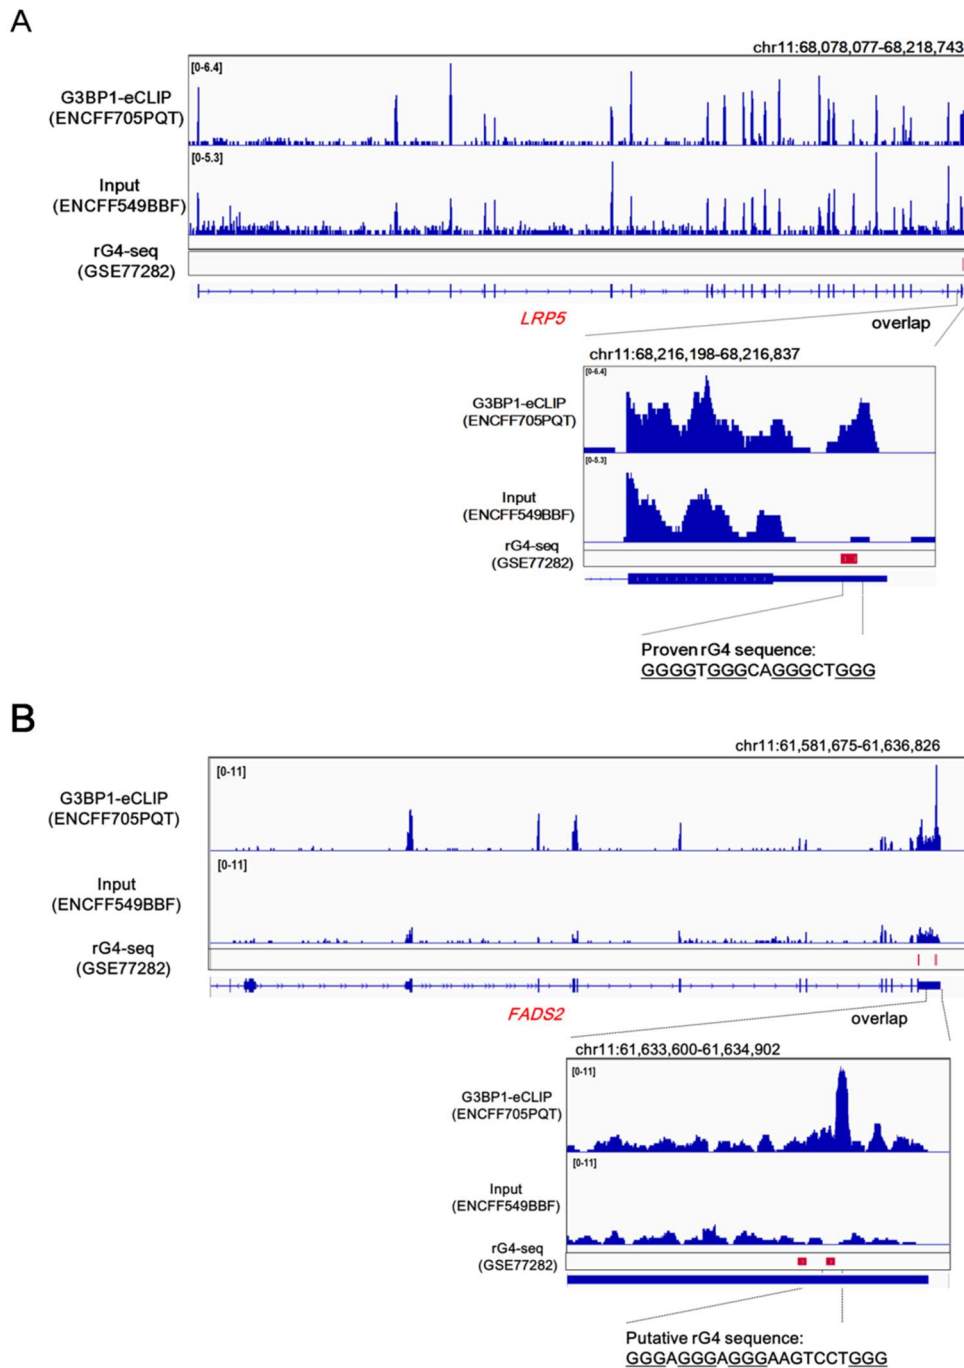 A
chr11:68,078,077-68,218,743
[0-6.4]
G3BP1-eCLIP
(ENCFF705PQT)
[0-5.3]
Input
(ENCFF549BBF)
rG4-seq
(GSE77282)
LRP5
overlap
chr11:68,216,198-68,216,837
[0-6.4]
G3BP1-eCLIP
(ENCFF705PQT)
[0-5.3]
Input
(ENCFF549BBF)
rG4-seq
(GSE77282)
Proven rG4 sequence:
GGGGTGGGCAGGGCTGGG
B
chr11:61,581,675-61,636,826
[0-11]
G3BP1-eCLIP
(ENCFF705PQT)
[0-11]
Input
(ENCFF549BBF)
rG4-seq
(GSE77282)
FADS2
overlap
chr11:61,633,600-61,634,902
[0-11]
G3BP1-eCLIP
(ENCFF705PQT)
[0-11]
Input
(ENCFF549BBF)
rG4-seq
(GSE77282)
Putative rG4 sequence:
GGGAGGGAGGGAAGTCCTGGG